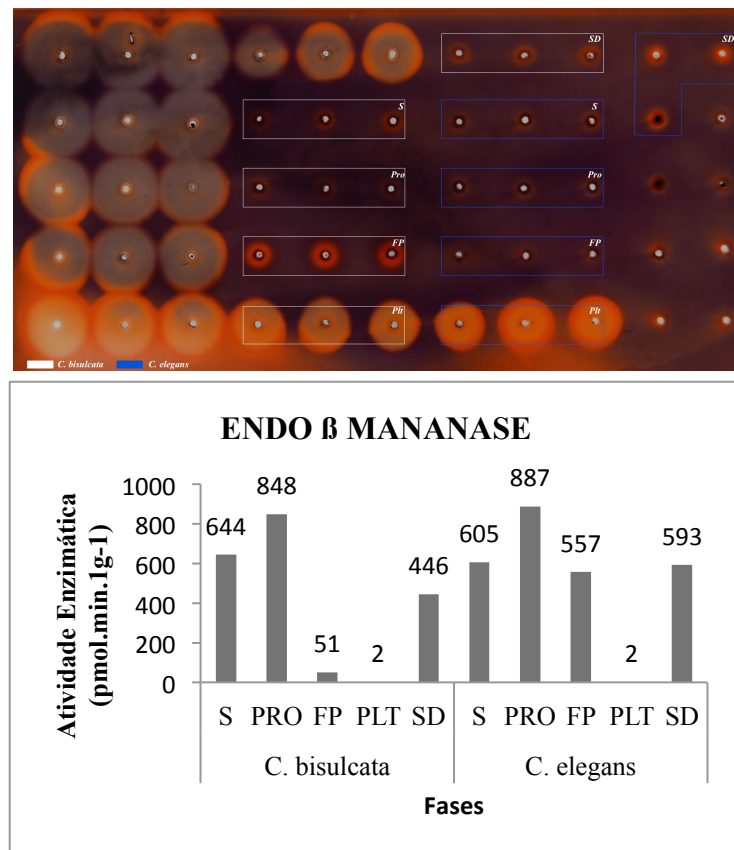 SD
SD
S
S
Pro
Pro
FP
FP
Plt
Plt
C. bisulcata C. elegans
ENDO ß MANANASE
Atividade Enzimática
(pmol.min.1g-1)
1000
800
600
400
200
0
644
848
51
2
446
605
887
557
2
593
S PRO FP PLT SD S PRO FP PLT SD
C. bisulcata C. elegans
Fases